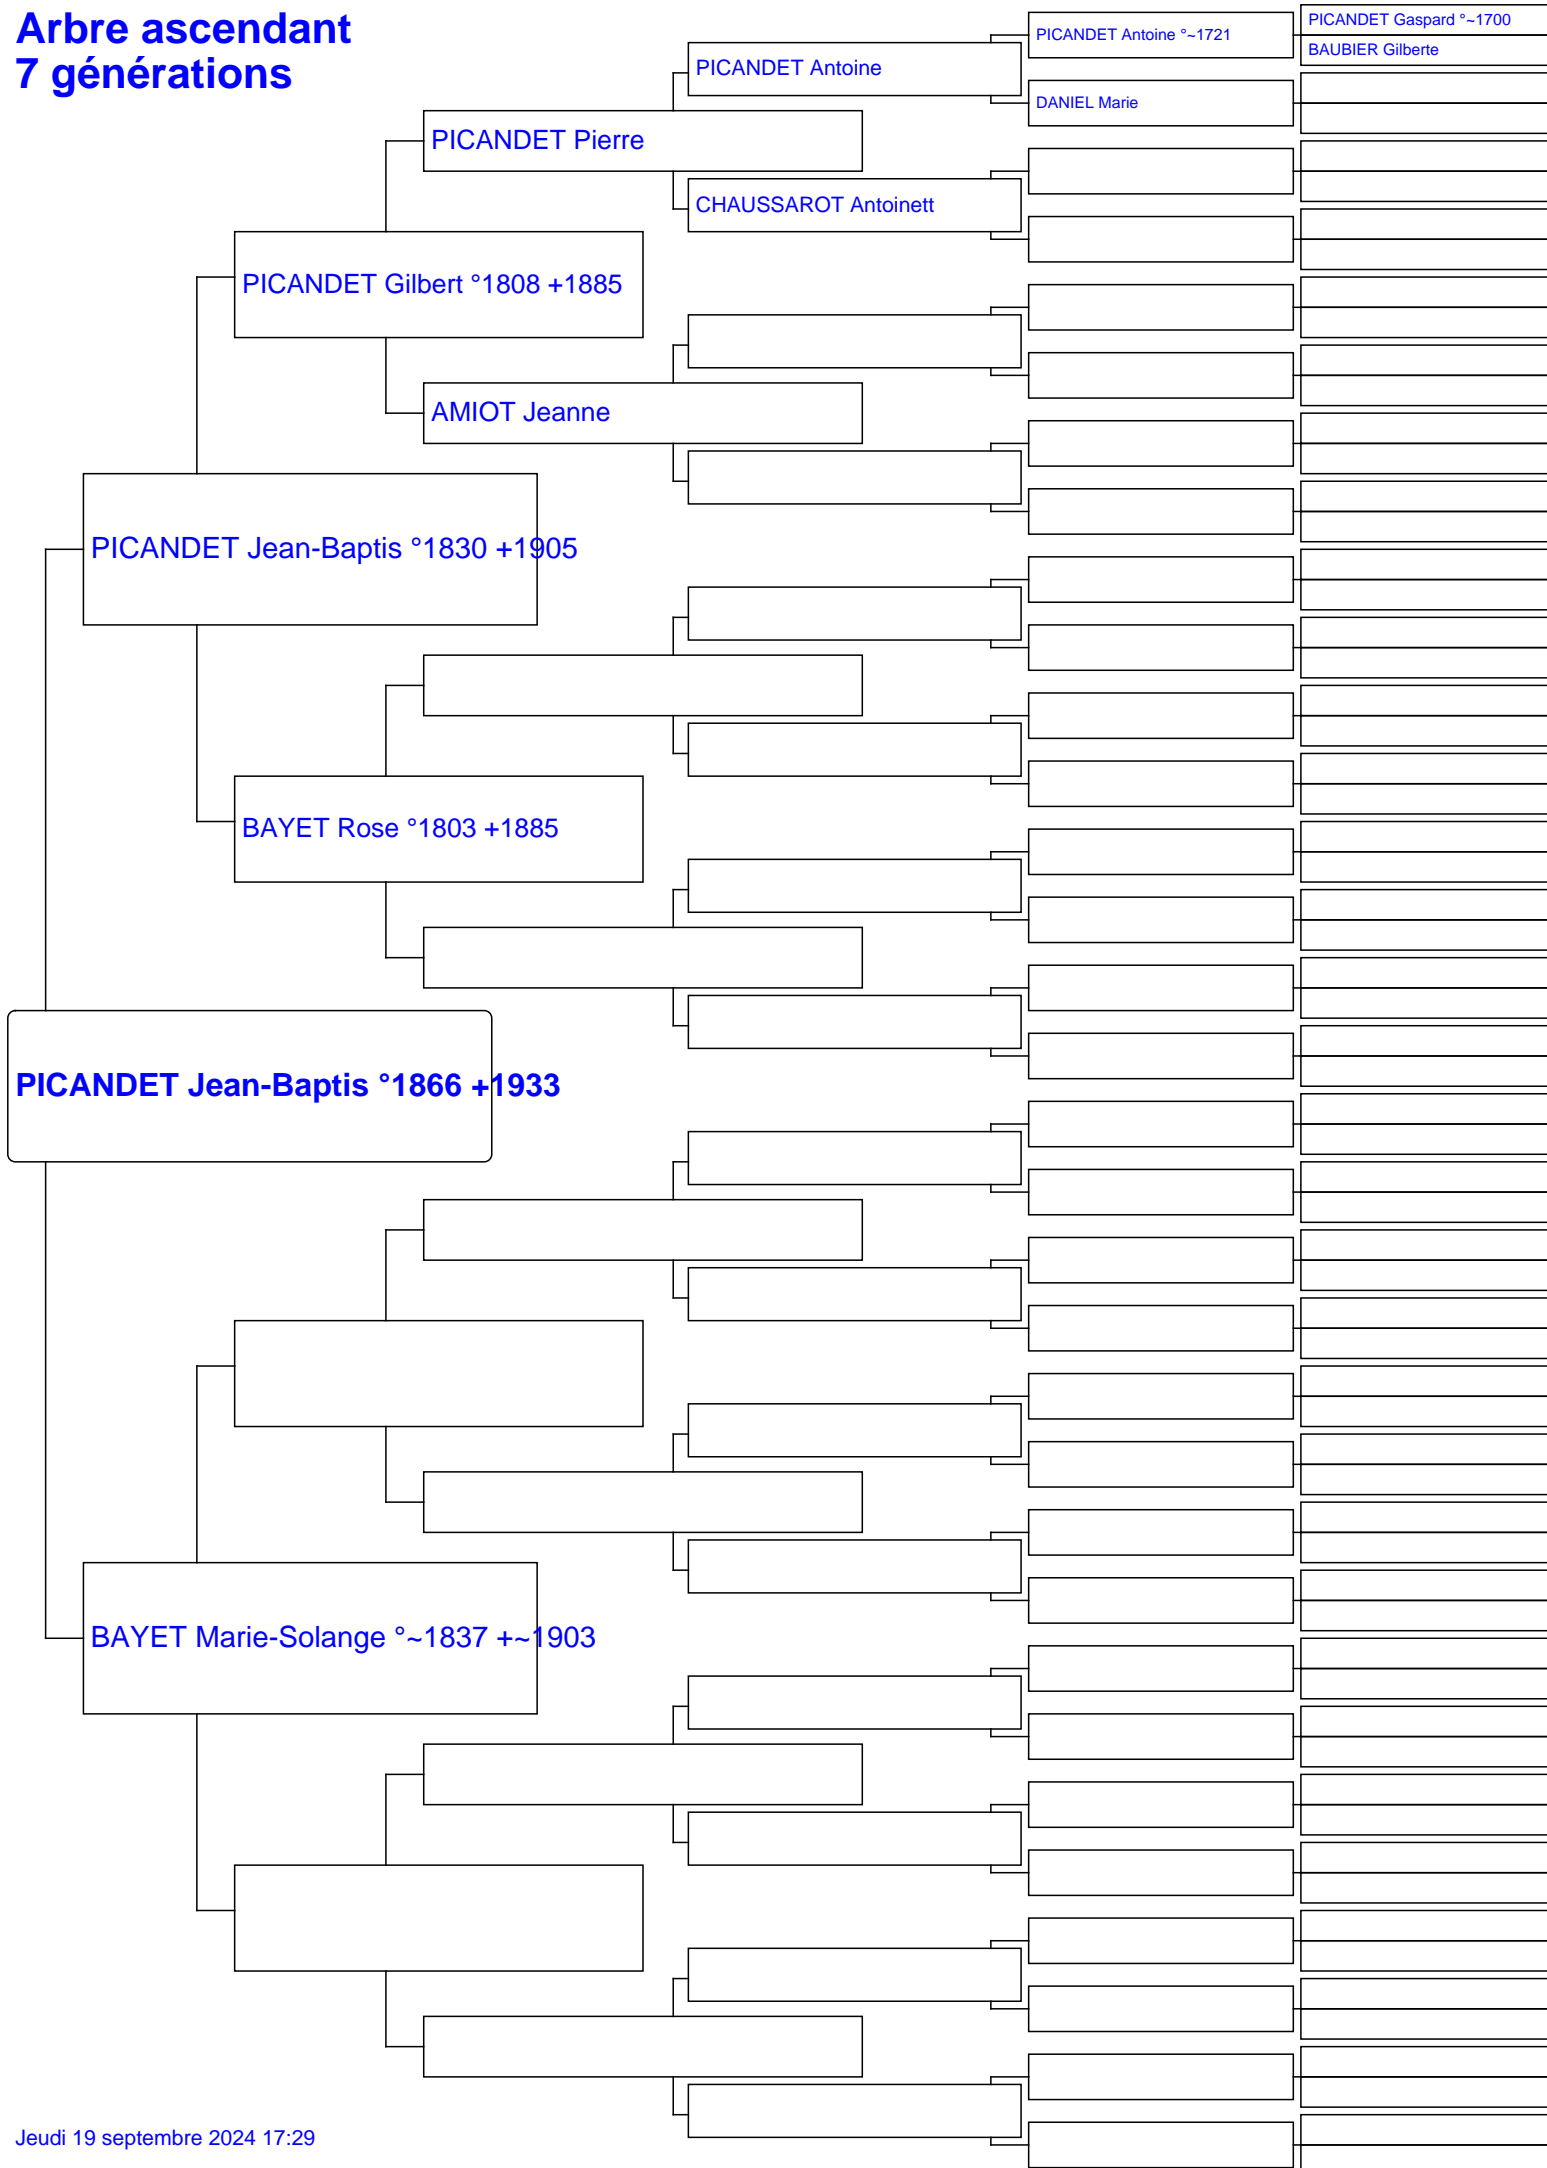 Arbre ascendant
7 générations
PICANDET Gaspard °~1700
PICANDET Antoine °~1721
BAUBIER Gilberte
PICANDET Antoine
DANIEL Marie
PICANDET Pierre
CHAUSSAROT Antoinett
PICANDET Gilbert °1808 +1885
AMIOT Jeanne
PICANDET Jean-Baptis °1830 +1905
BAYET Rose °1803 +1885
PICANDET Jean-Baptis °1866 +1933
BAYET Marie-Solange °~1837 +~1903
Jeudi 19 septembre 2024 17:29